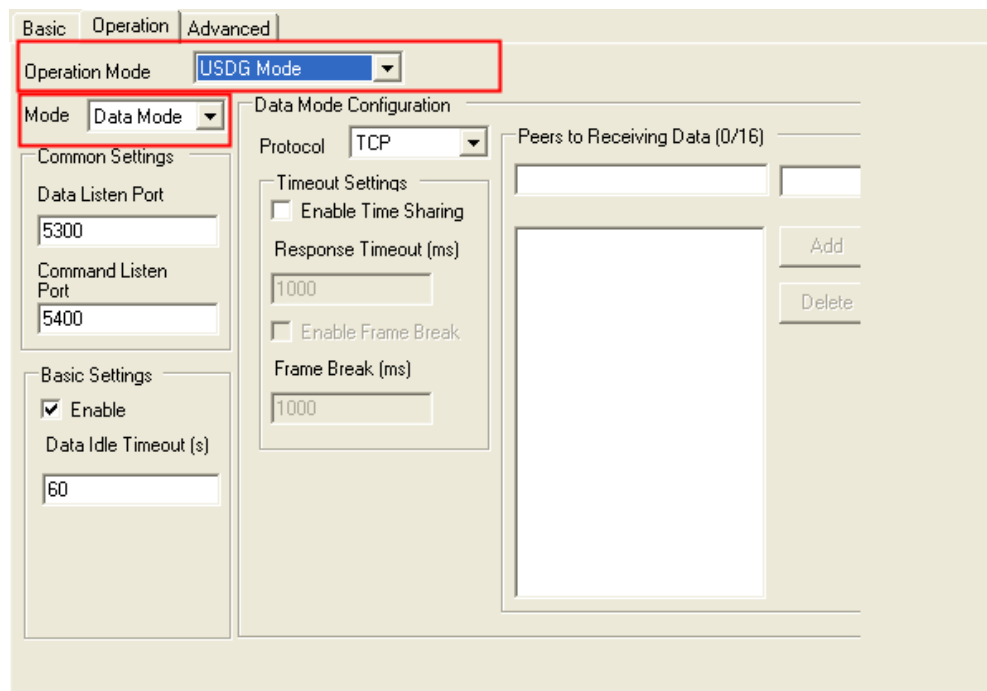 Basic Operation Advanced
Operation Mode USDG Mode
Mode Data Mode
Common Settings
Data Listen Port
5300
Command Listen
Port
5400
Basic Settings
Enable
Data Idle Timeout (s)
60
Data Mode Configuration
Protocol TCP
Timeout Settings
Enable Time Sharing
Response Timeout (ms)
1000
Enable Frame Break
Frame Break (ms)
1000
Peers to Receiving Data (0/16)
Add
Delete